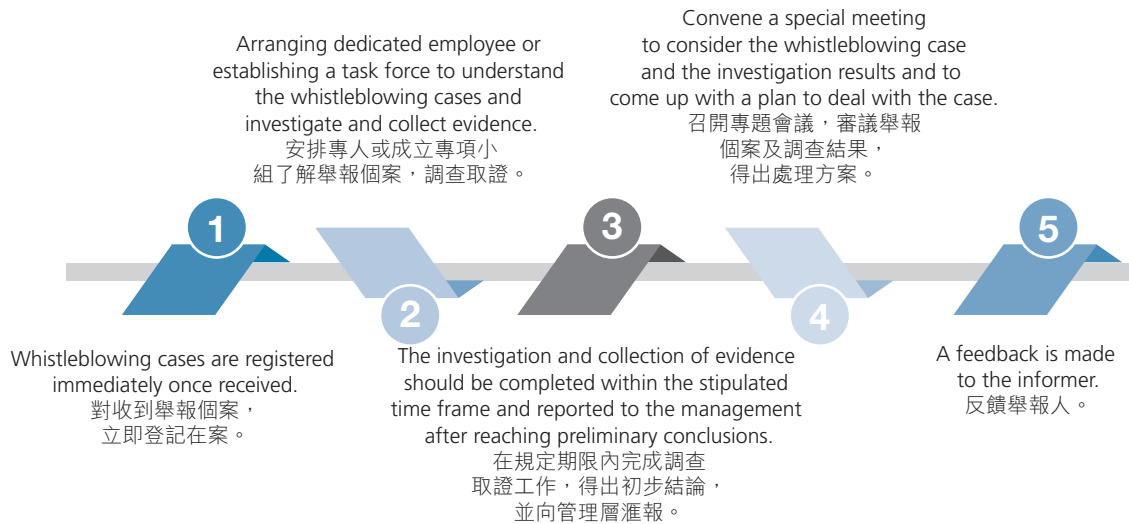 1
Whistleblowing cases are registered
immediately once received.
對收到舉報個案，
立即登記在案。
Arranging dedicated employee or
establishing a task force to understand
the whistleblowing cases and
investigate and collect evidence.
安排專人或成立專項小
組了解舉報個案，調查取證。
2
3
The investigation and collection of evidence
should be completed within the stipulated
time frame and reported to the management
after reaching preliminary conclusions.
在規定期限內完成調查
取證工作，得出初步結論，
並向管理層滙報。
Convene a special meeting
to consider the whistleblowing case
and the investigation results and to
come up with a plan to deal with the case.
召開專題會議，審議舉報
個案及調查結果，
得出處理方案。
4
5
A feedback is made
to the informer.
反饋舉報人。